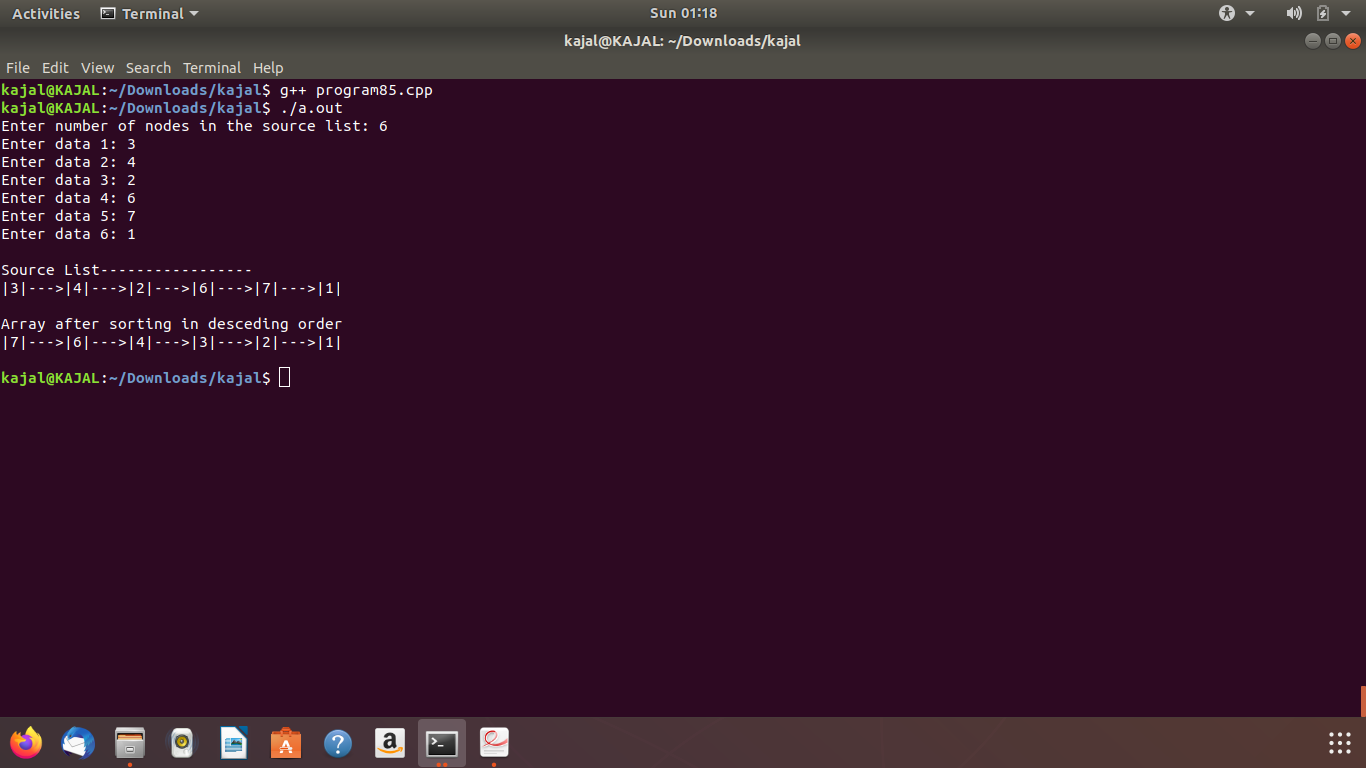 Activities Terminal Sun 01:18
kajal@KAJAL: ~/Downloads/kajal
File Edit View Search Terminal Help
kajal@KAJAL:~/Downloads/kajal$ g++ program85.cpp
kajal@KAJAL:~/Downloads/kajal$ ./a.out
Enter number of nodes in the source list: 6
Enter data 1: 3
Enter data 2: 4
Enter data 3: 2
Enter data 4: 6
Enter data 5: 7
Enter data 6: 1
Source List-----------------
|3|--->|4|--->|2|--->|6|--->|7|--->|1|
Array after sorting in desceding order
|7|--->|6|--->|4|--->|3|--->|2|--->|1|
kajal@KAJAL:~/Downloads/kajal$